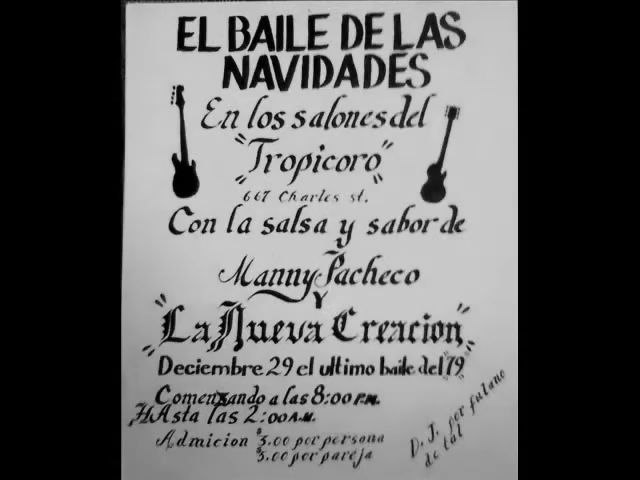 EL BAILE DE LAS
NAVIDADES
En los salones del
"Tropicoro"
667 Charles st.
Con la salsa y sabor de
Manny Pacheco
Y
"La Nueva Creacion"
Deciembre 29 el ultimo baile del 79
Comenzando a las 8:00 P.M.
HAsta las 2:00 A.M.
Admicion $3.00 por persona
$5.00 por pareja
D.J. por fulano
de tal